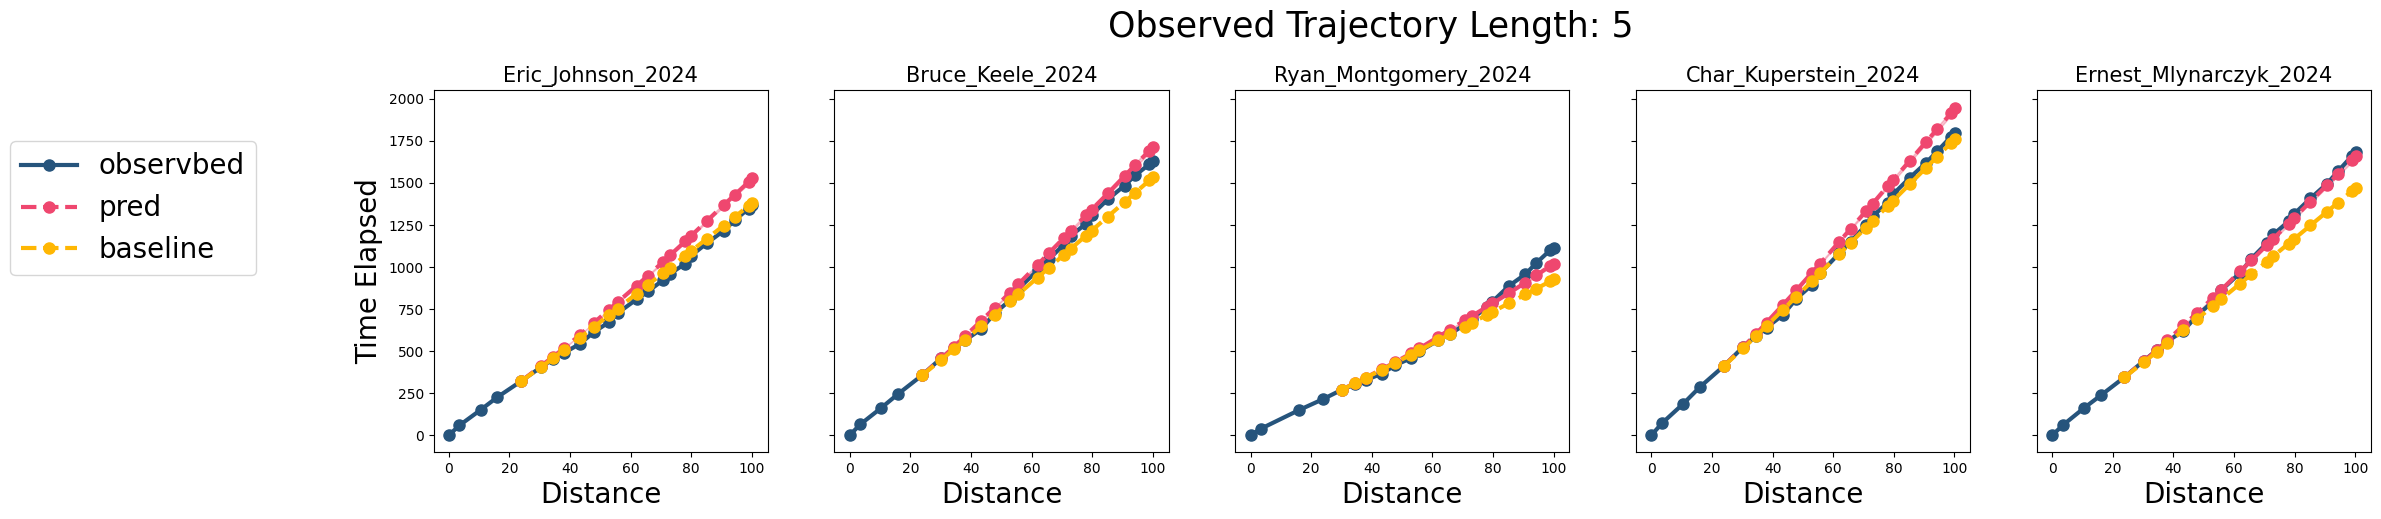 Observed Trajectory Length: 5
observbed
pred
baseline
Time Elapsed
Eric_Johnson_2024
2000
1750
1500
1250
1000
750
500
250
0
0 20 40 60 80 100
Distance
Bruce_Keele_2024
0 20 40 60 80 100
Distance
Ryan_Montgomery_2024
0 20 40 60 80 100
Distance
Char_Kuperstein_2024
0 20 40 60 80 100
Distance
Ernest_Mlynarczyk_2024
0 20 40 60 80 100
Distance